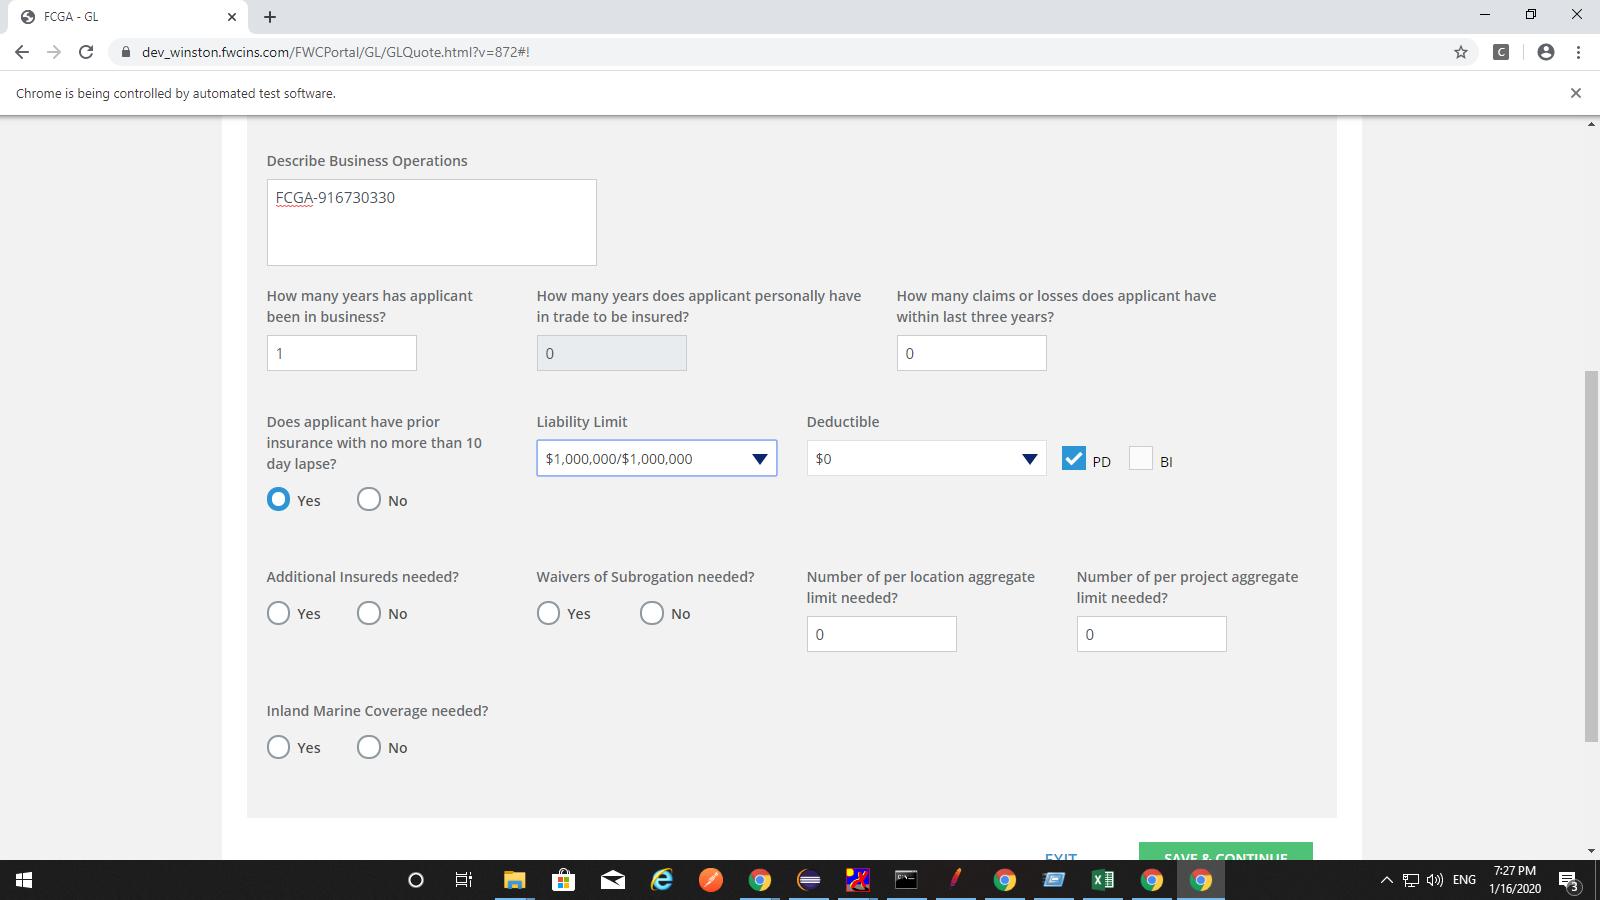 FCGA - GL
dev_winston.fwcins.com/FWCPortal/GL/GLQuote.html?v=872#!
C
Chrome is being controlled by automated test software.
Describe Business Operations
FCGA-916730330
How many years has applicant
been in business?
1
How many years does applicant personally have
in trade to be insured?
0
How many claims or losses does applicant have
within last three years?
0
Does applicant have prior
insurance with no more than 10
day lapse?
Yes No
Liability Limit
$1,000,000/$1,000,000
Deductible
$0
PD BI
Additional Insureds needed?
Yes No
Waivers of Subrogation needed?
Yes No
Number of per location aggregate
limit needed?
0
Number of per project aggregate
limit needed?
0
Inland Marine Coverage needed?
Yes No
EXIT SAVE & CONTINUE
ENG
7:27 PM
1/16/2020
3